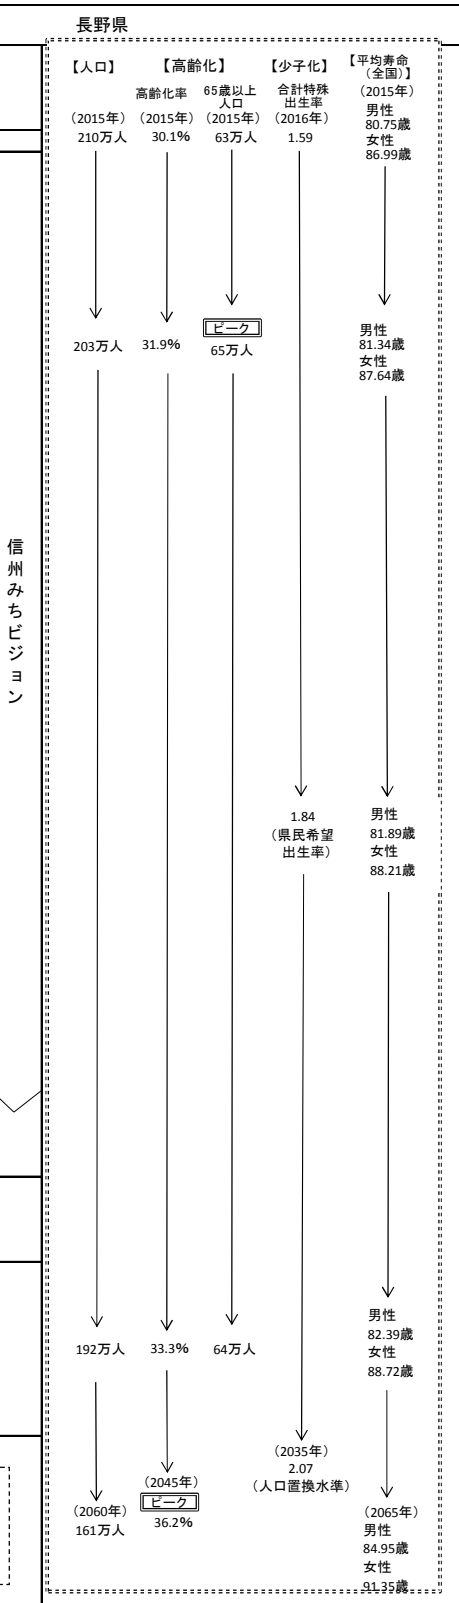 長野県
【人口】
【高齢化】
【少子化】
【平均寿命
(全国)】
高齢化率
65歳以上
人口
合計特殊
出生率
(2015年)
(2015年)
(2015年)
(2016年)
(2015年)
210万人
30.1%
63万人
1.59
男性
80.75歳
女性
86.99歳
203万人
31.9%
ピーク
65万人
男性
81.34歳
女性
87.64歳
信州みちビジョン
1.84
(県民希望
出生率)
男性
81.89歳
女性
88.21歳
192万人
33.3%
64万人
男性
82.39歳
女性
88.72歳
(2035年)
2.07
(人口置換水準)
(2045年)
ピーク
36.2%
(2060年)
161万人
(2065年)
男性
84.95歳
女性
91.35歳